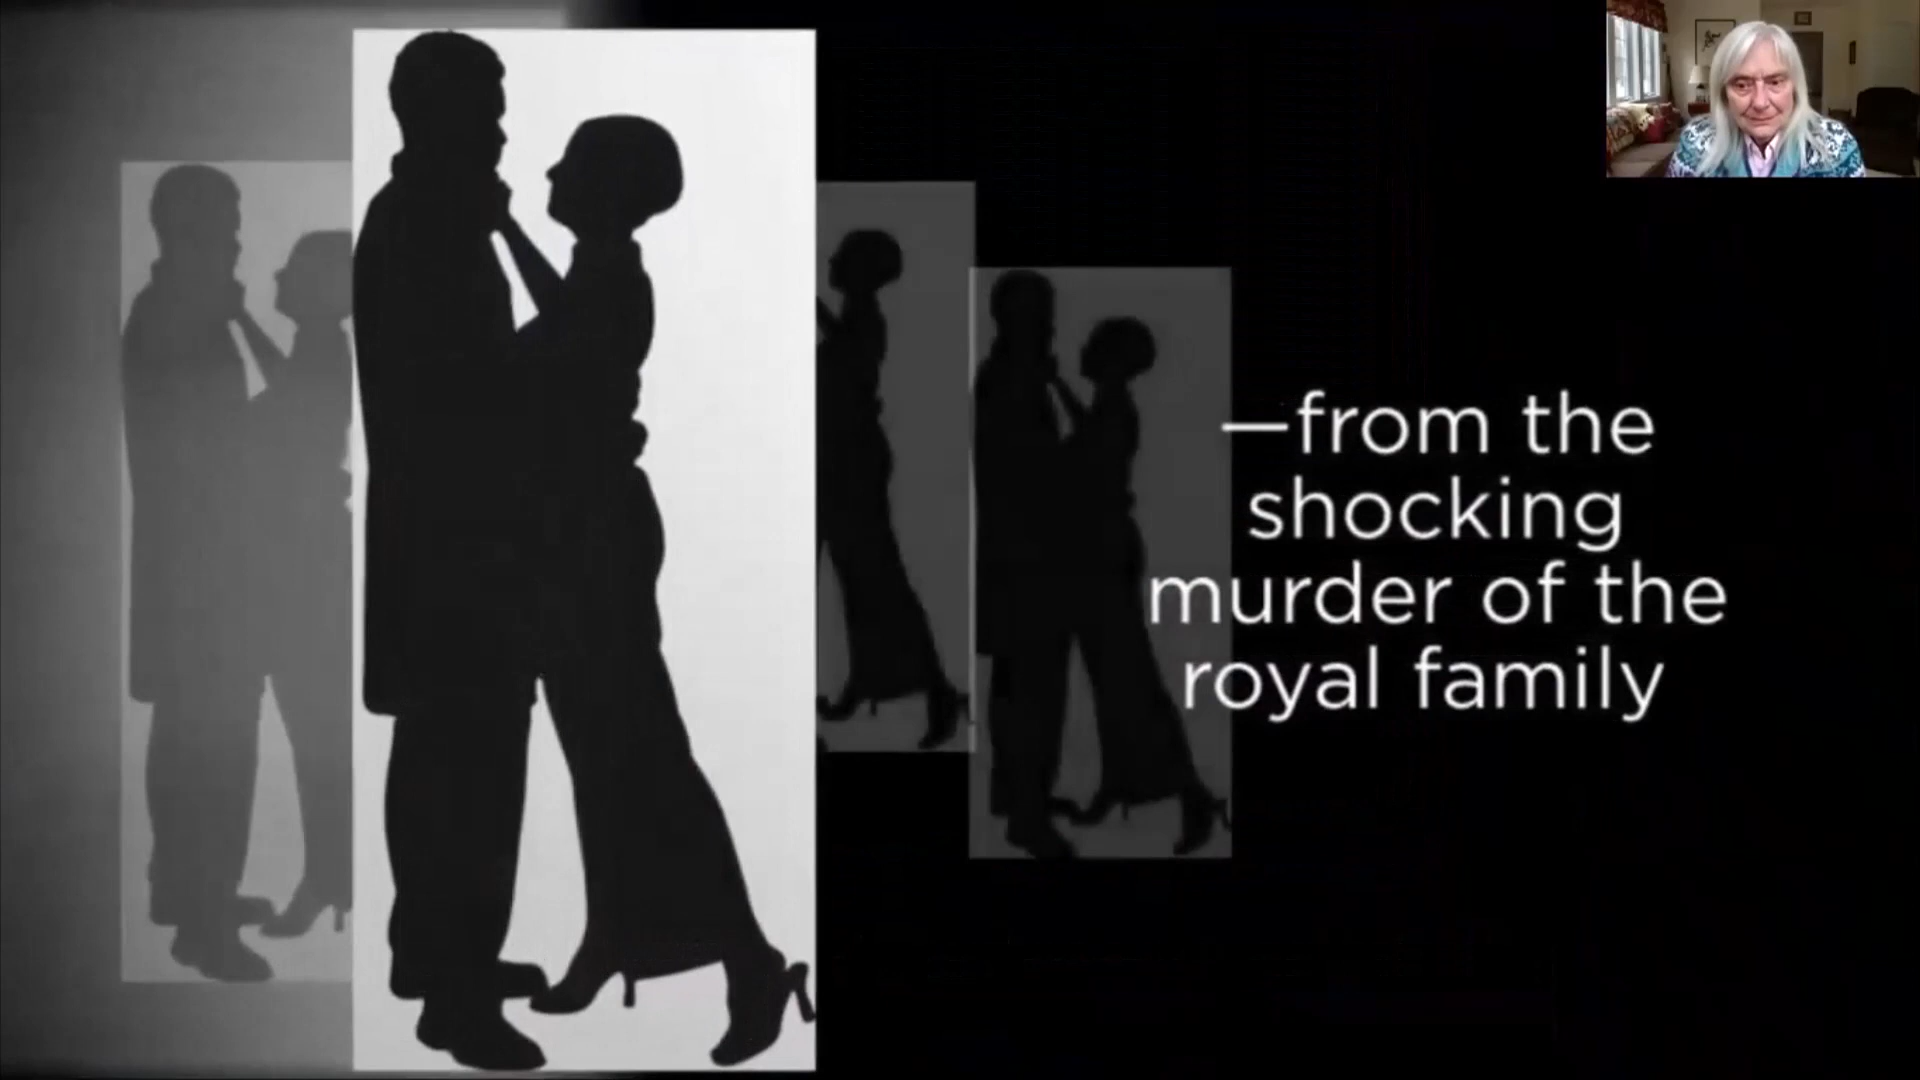 —from the
shocking
murder of the
royal family